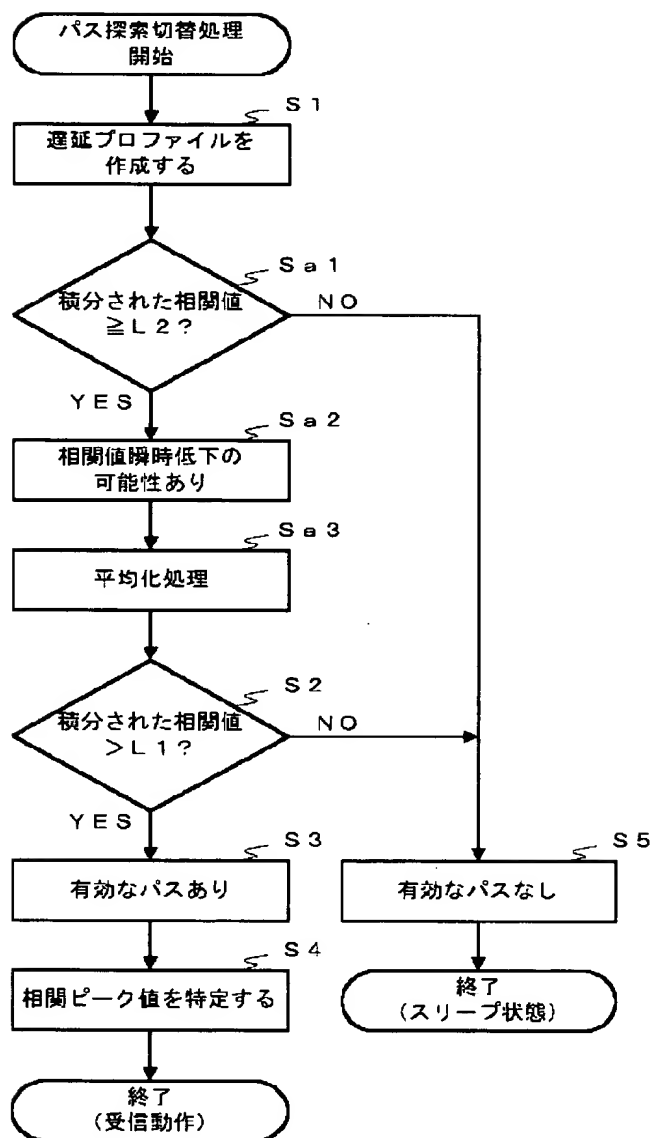 パス探索切替処理
開始
S1
遅延プロファイルを
作成する
Sa1
積分された相関値
≧L2?
NO
YES
Sa2
相関値瞬時低下の
可能性あり
Sa3
平均化処理
S2
積分された相関値
>L1?
NO
YES
S3
有効なパスあり
S5
有効なパスなし
S4
相関ピーク値を特定する
終了
(スリープ状態)
終了
(受信動作)